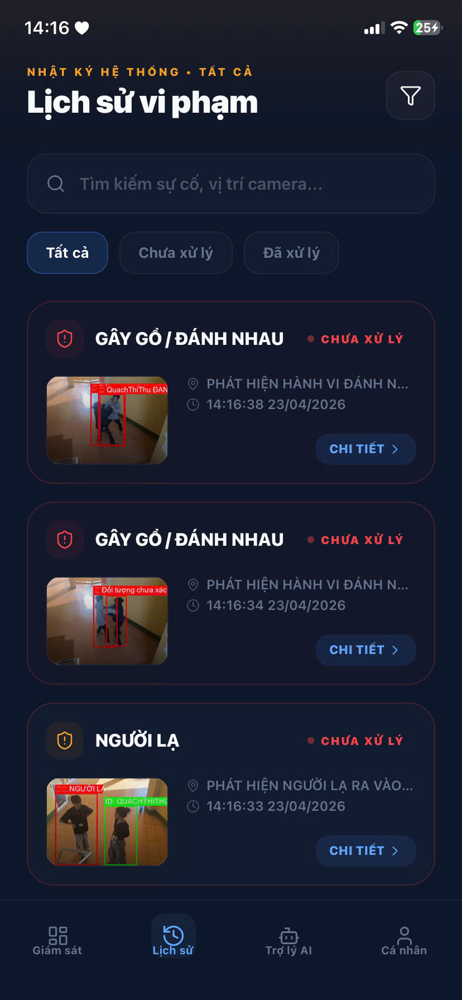 14:16
25
NHẬT KÝ HỆ THỐNG • TẤT CẢ
Lịch sử vi phạm
Tìm kiếm sự cố, vị trí camera...
Tất cả
Chưa xử lý
Đã xử lý
GÂY GỔ / ĐÁNH NHAU
CHƯA XỬ LÝ
QuachThiThu ĐAN
PHÁT HIỆN HÀNH VI ĐÁNH N...
14:16:38 23/04/2026
CHI TIẾT
GÂY GỔ / ĐÁNH NHAU
CHƯA XỬ LÝ
Đối tượng chưa xác
PHÁT HIỆN HÀNH VI ĐÁNH N...
14:16:34 23/04/2026
CHI TIẾT
NGƯỜI LẠ
CHƯA XỬ LÝ
NGƯỜI LẠ
ID: QUACHTHITHU
PHÁT HIỆN NGƯỜI LẠ RA VÀO...
14:16:33 23/04/2026
CHI TIẾT
Giám sát
Lịch sử
Trợ lý AI
Cá nhân